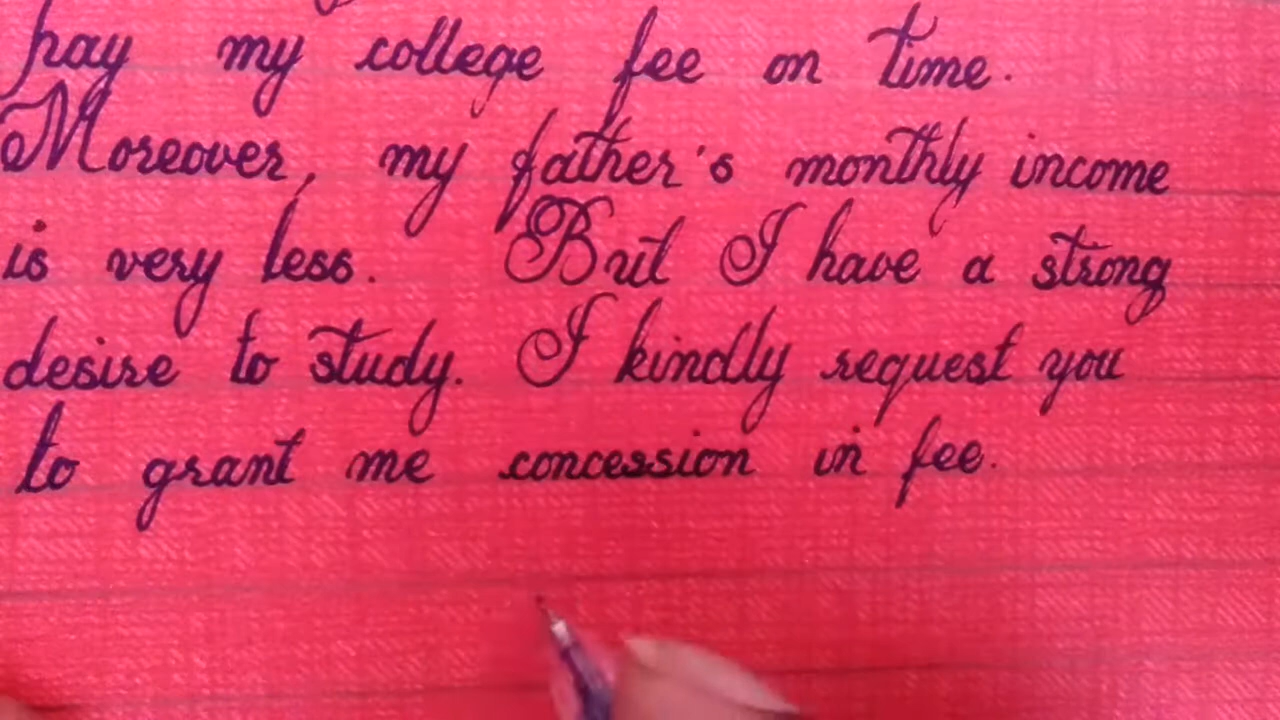 pay my college fee on time.
Moreover, my father's monthly income
is very less. But I have a strong
desire to study. I kindly request you
to grant me concession in fee.